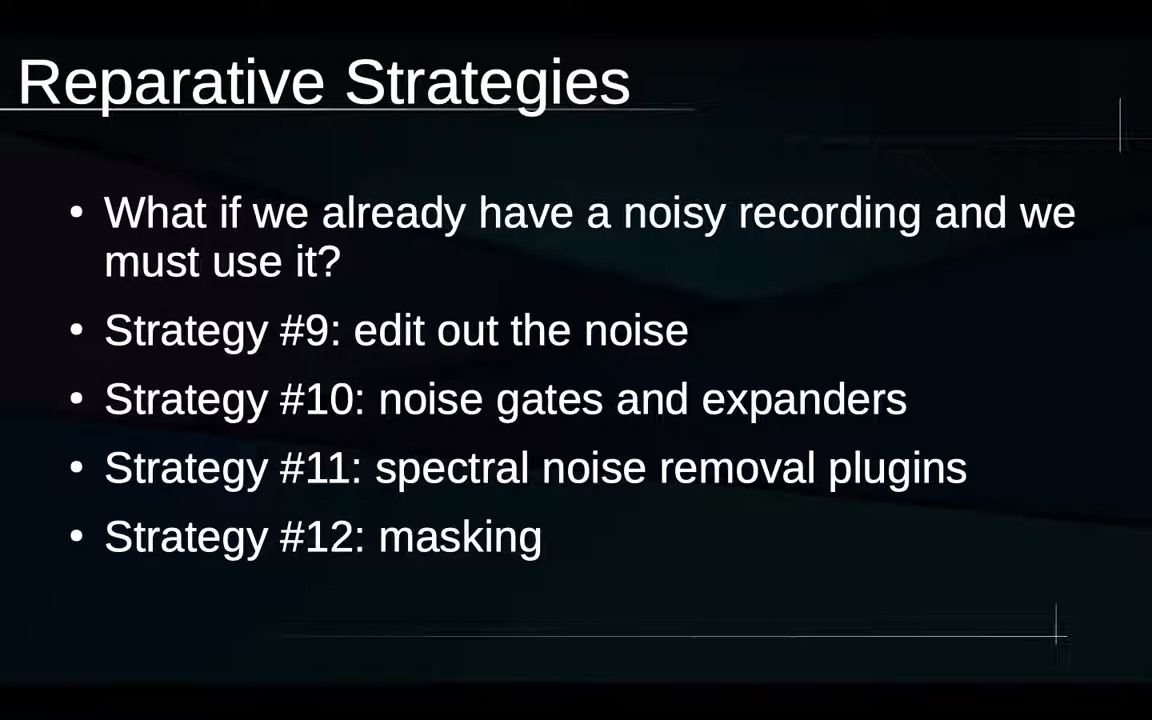 Reparative Strategies
• What if we already have a noisy recording and we
must use it?
• Strategy #9: edit out the noise
• Strategy #10: noise gates and expanders
• Strategy #11: spectral noise removal plugins
• Strategy #12: masking